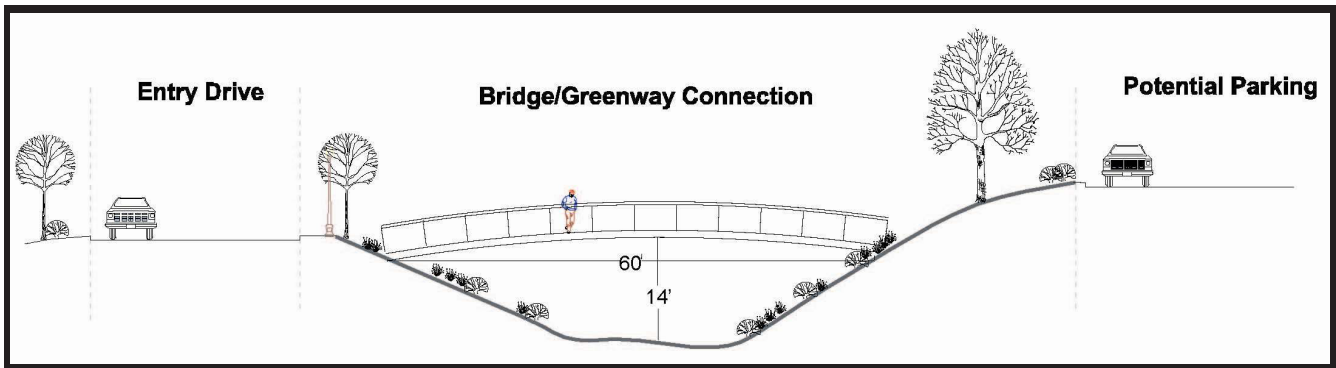 Entry Drive
Bridge/Greenway Connection
Potential Parking
60'
14'